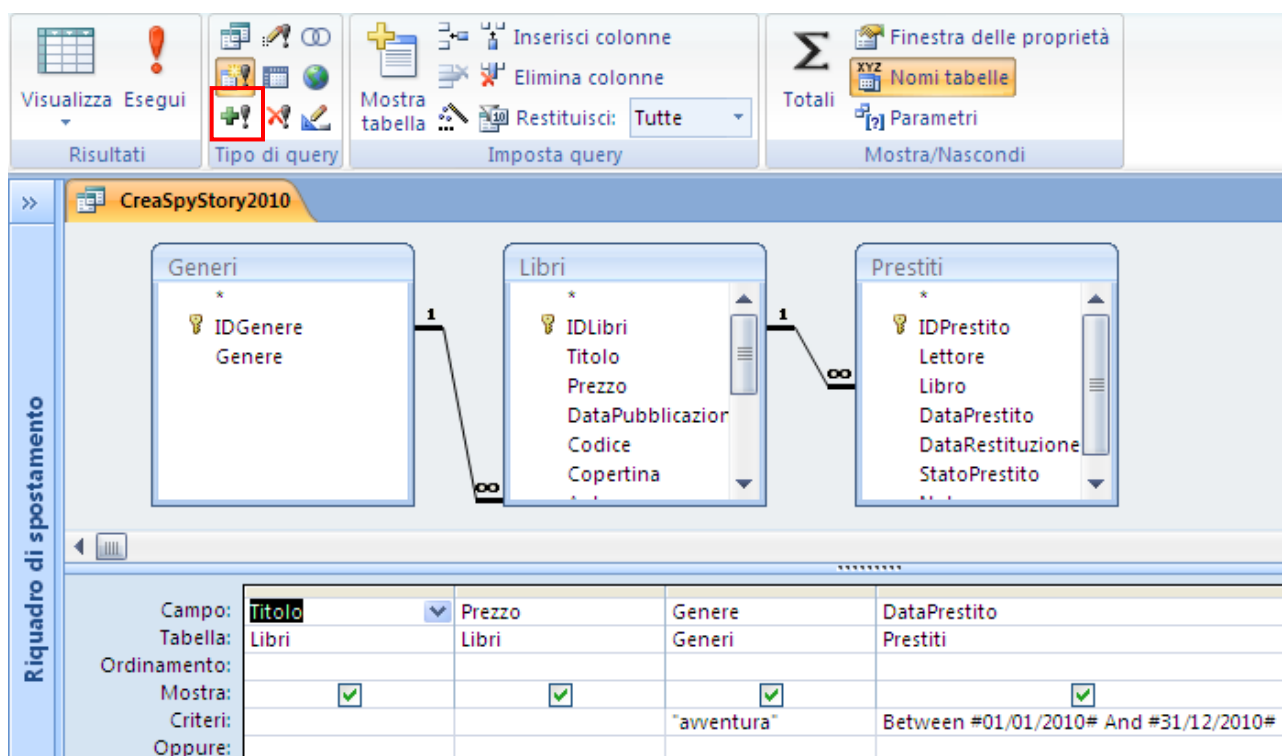 Inserisci colonne
Finestra delle proprietà
Elimina colonne
XYZ
Nomi tabelle
Visualizza
Esegui
Mostra
tabella
Restituisci:
Tutte
Totali
Parametri
Risultati
Tipo di query
Imposta query
Mostra/Nascondi
CreaSpyStory2010
Riquadro di spostamento
Generi
*
IDGenere
Genere
1
∞
Libri
*
IDLibri
Titolo
Prezzo
DataPubblicazior
Codice
Copertina
1
∞
Prestiti
*
IDPrestito
Lettore
Libro
DataPrestito
DataRestituzione
StatoPrestito
Campo: Titolo Prezzo Genere DataPrestito
Tabella: Libri Libri Generi Prestiti
Ordinamento:
Mostra:
Criteri: "avventura" Between #01/01/2010# And #31/12/2010#
Oppure: